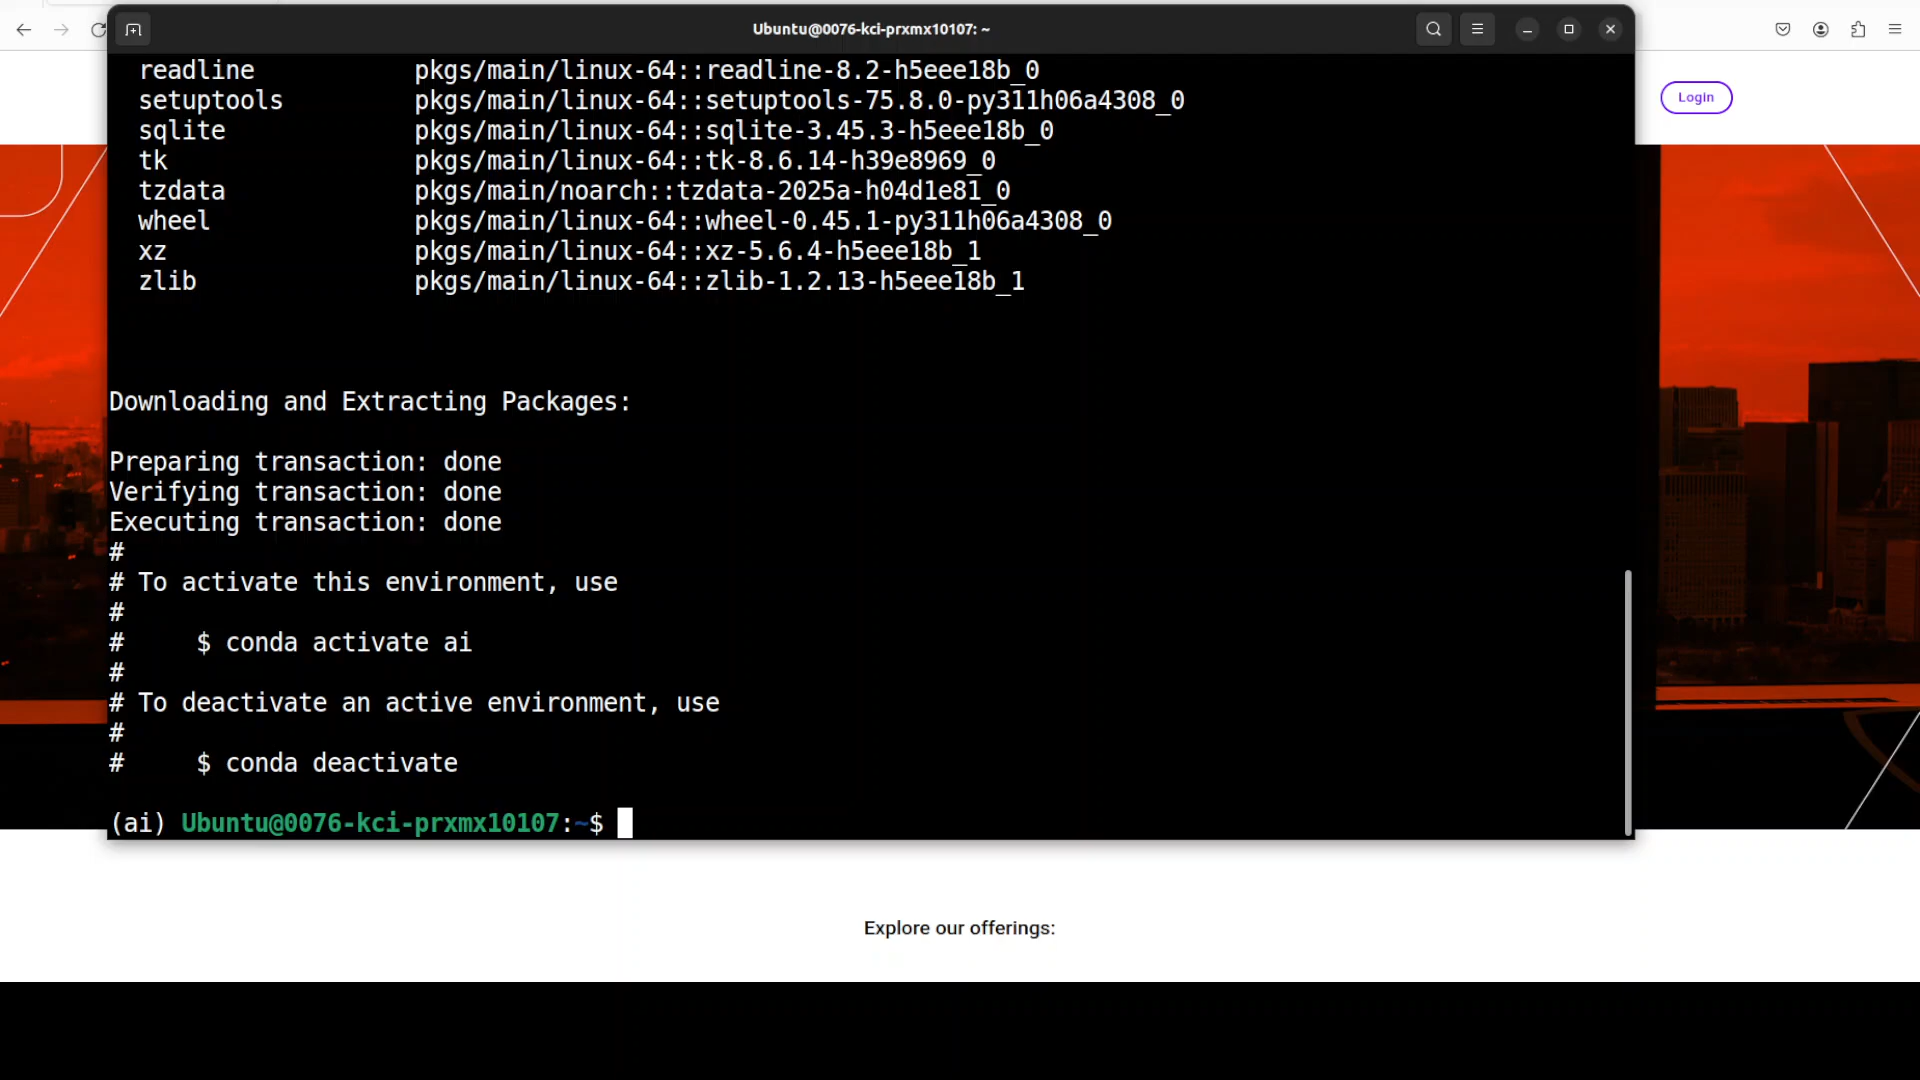 Ubuntu@0076-kci-prxmx10107: ~
Login
readline pkgs/main/linux-64::readline-8.2-h5eee18b_0
setuptools pkgs/main/linux-64::setuptools-75.8.0-py311h06a4308_0
sqlite pkgs/main/linux-64::sqlite-3.45.3-h5eee18b_0
tk pkgs/main/linux-64::tk-8.6.14-h39e8969_0
tzdata pkgs/main/noarch::tzdata-2025a-h04d1e81_0
wheel pkgs/main/linux-64::wheel-0.45.1-py311h06a4308_0
xz pkgs/main/linux-64::xz-5.6.4-h5eee18b_1
zlib pkgs/main/linux-64::zlib-1.2.13-h5eee18b_1
Downloading and Extracting Packages:
Preparing transaction: done
Verifying transaction: done
Executing transaction: done
#
# To activate this environment, use
#
# $ conda activate ai
#
# To deactivate an active environment, use
#
# $ conda deactivate
(ai) Ubuntu@0076-kci-prxmx10107:~$
Explore our offerings: